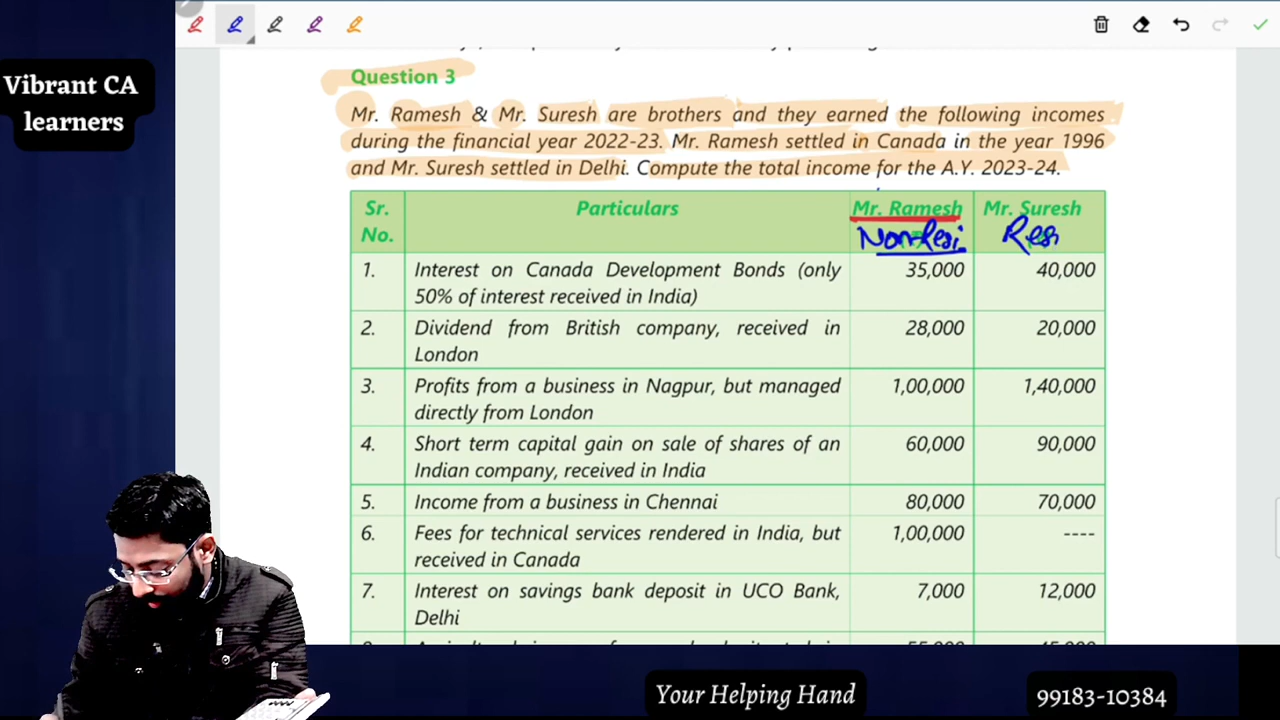 Vibrant CA
learners
Question 3
Mr. Ramesh & Mr. Suresh are brothers and they earned the following incomes
during the financial year 2022-23. Mr. Ramesh settled in Canada in the year 1996
and Mr. Suresh settled in Delhi. Compute the total income for the A.Y. 2023-24.
Sr. No. Particulars Mr. Ramesh Mr. Suresh
Non-Resi. Resi
1. Interest on Canada Development Bonds (only 35,000 40,000
50% of interest received in India)
2. Dividend from British company, received in 28,000 20,000
London
3. Profits from a business in Nagpur, but managed 1,00,000 1,40,000
directly from London
4. Short term capital gain on sale of shares of an 60,000 90,000
Indian company, received in India
5. Income from a business in Chennai 80,000 70,000
6. Fees for technical services rendered in India, but 1,00,000 ----
received in Canada
7. Interest on savings bank deposit in UCO Bank, 7,000 12,000
Delhi
Your Helping Hand
99183-10384